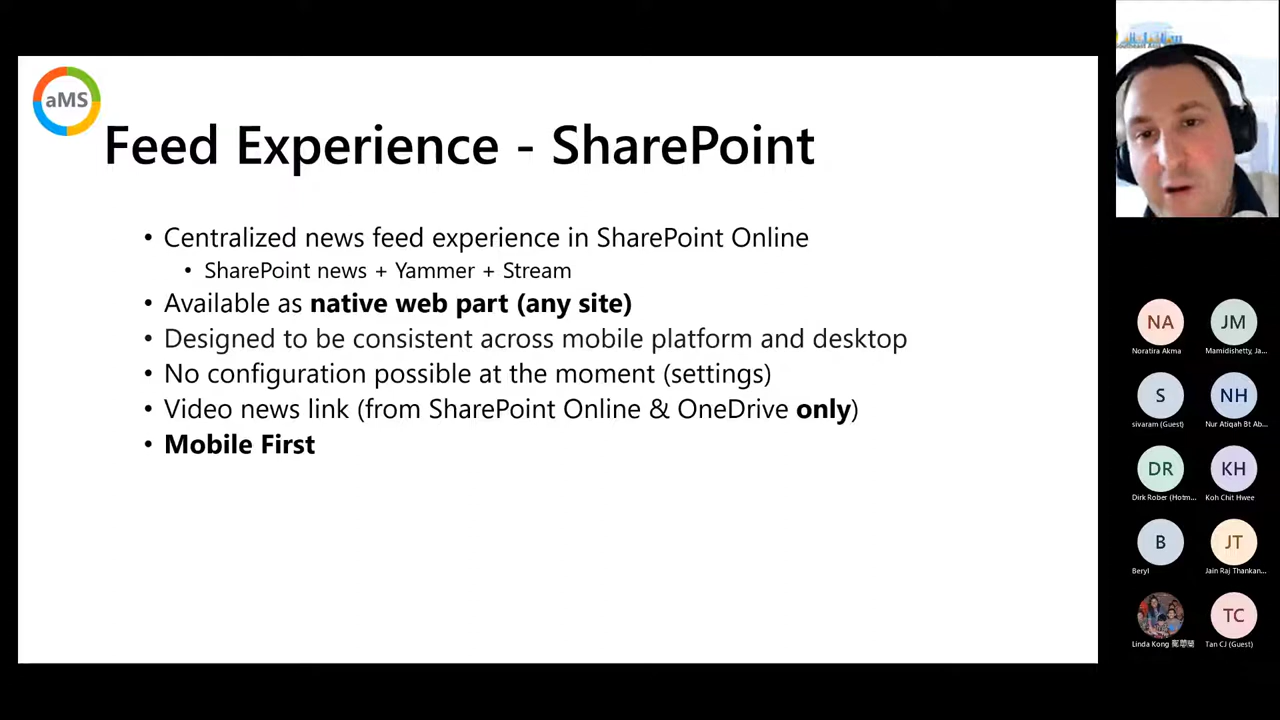 aMS
Feed Experience - SharePoint
• Centralized news feed experience in SharePoint Online
• SharePoint news + Yammer + Stream
• Available as native web part (any site)
• Designed to be consistent across mobile platform and desktop
• No configuration possible at the moment (settings)
• Video news link (from SharePoint Online & OneDrive only)
• Mobile First
Southeast Asia
NA
JM
Noratira Akma
Mamidishetty, Ja...
S
NH
sivaram (Guest)
Nur Atiqah Bt Ab...
DR
KH
Dirk Rober (Hotm...
Koh Chit Hwee
B
JT
Beryl
Jain Raj Thankan...
TC
Linda Kong
Tan CJ (Guest)